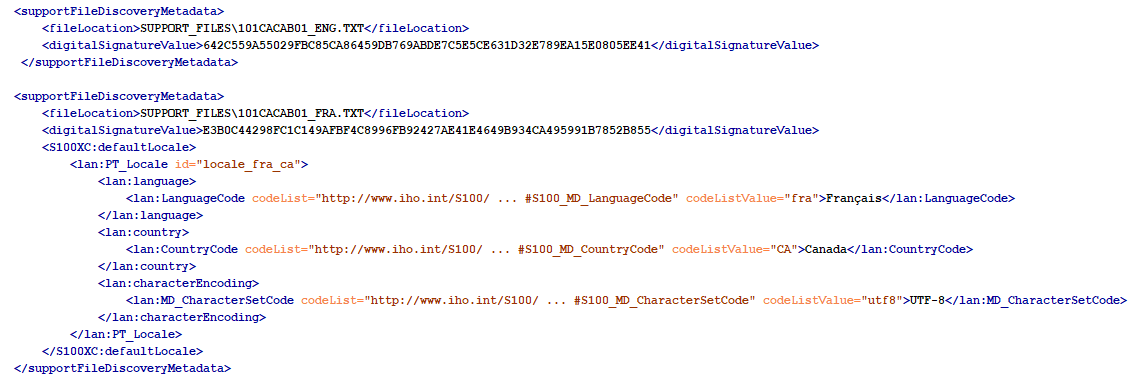 <supportFileDiscoveryMetadata>
<fileLocation>SUPPORT_FILES\101CACAB01_ENG.TXT</fileLocation>
<digitalSignatureValue>642C559A55029FBC85CA86459DB769ABDE7C5E5CE631D32E789EA15E0805EE41</digitalSignatureValue>
</supportFileDiscoveryMetadata>
<supportFileDiscoveryMetadata>
<fileLocation>SUPPORT_FILES\101CACAB01_FRA.TXT</fileLocation>
<digitalSignatureValue>E3B0C44298FC1C149AFBF4C8996FB92427AE41E4649B934CA495991B7852B855</digitalSignatureValue>
<S100XC:defaultLocale>
<lan:PT_Locale id="locale_fra_ca">
<lan:language>
<lan:LanguageCode codeList="http://www.iho.int/S100/ ... #S100_MD_LanguageCode" codeListValue="fra">Français</lan:LanguageCode>
</lan:language>
<lan:country>
<lan:CountryCode codeList="http://www.iho.int/S100/ ... #S100_MD_CountryCode" codeListValue="CA">Canada</lan:CountryCode>
</lan:country>
<lan:characterEncoding>
<lan:MD_CharacterSetCode codeList="http://www.iho.int/S100/ ... #S100_MD_CharacterSetCode" codeListValue="utf8">UTF-8</lan:MD_CharacterSetCode>
</lan:characterEncoding>
</lan:PT_Locale>
</S100XC:defaultLocale>
</supportFileDiscoveryMetadata>